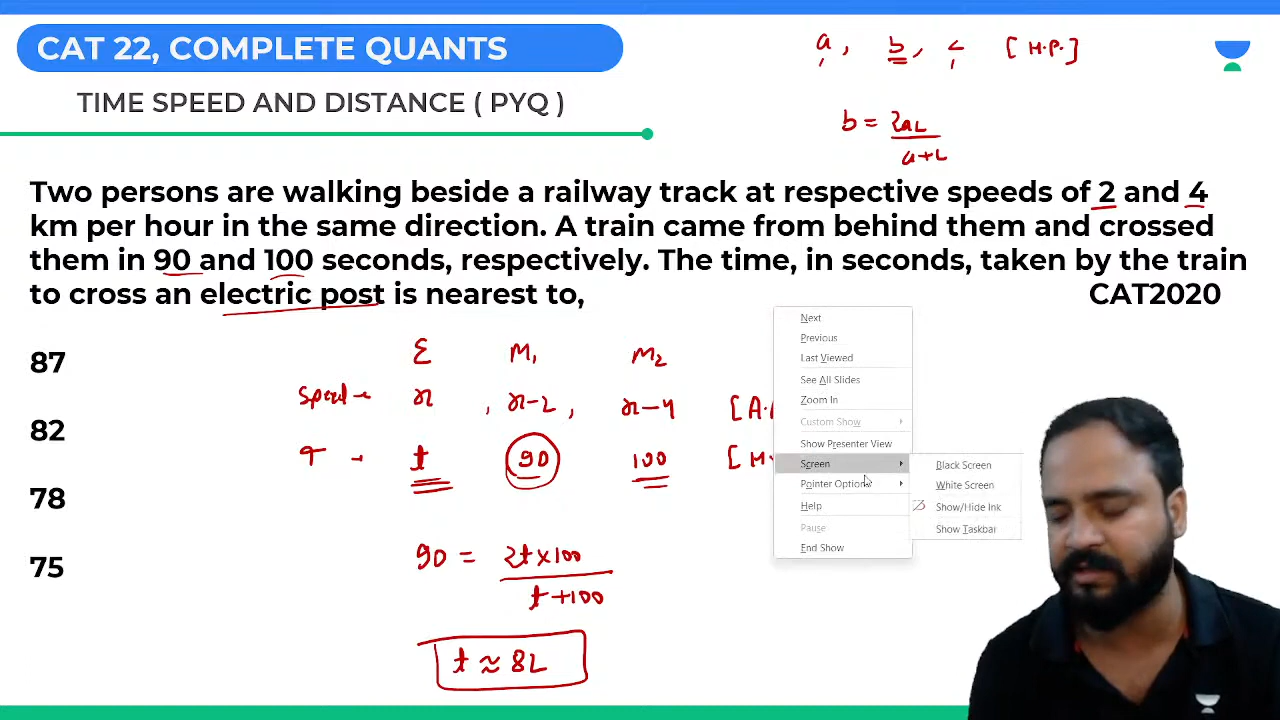 CAT 22, COMPLETE QUANTS
TIME SPEED AND DISTANCE ( PYQ )
a, b, c [H.P.]
b = 2ac
a+c
Two persons are walking beside a railway track at respective speeds of 2 and 4
km per hour in the same direction. A train came from behind them and crossed
them in 90 and 100 seconds, respectively. The time, in seconds, taken by the train
to cross an electric post is nearest to, CAT2020
87
82
78
75
Σ M1 M2
Speed → x , x-2 , x-4 [A.
T → t 90 100 [H.
90 = 2t×100
t+100
t ≈ 82
Next
Previous
Last Viewed
See All Slides
Zoom In
Custom Show
Show Presenter View
Screen
Pointer Options
Help
Pause
End Show
Black Screen
White Screen
Show/Hide Ink
Show Taskbar